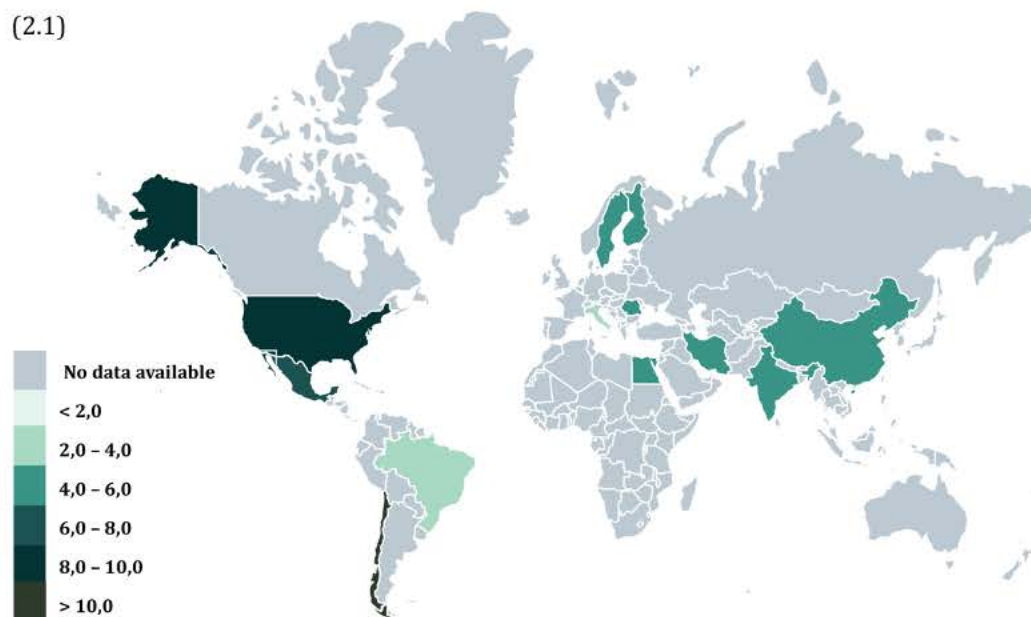 (2.1)
No data available
< 2,0
2,0 – 4,0
4,0 – 6,0
6,0 – 8,0
8,0 – 10,0
> 10,0